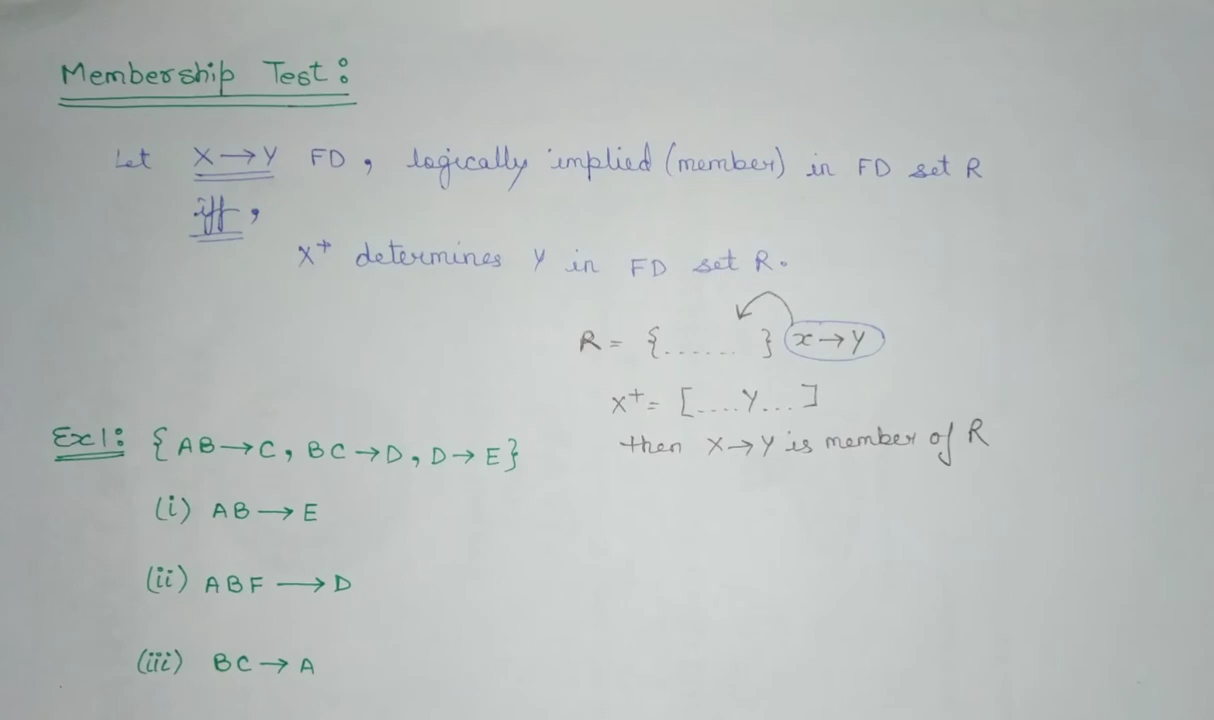 Membership Test:
Let X→Y FD, logically implied (member) in FD set R
iff,
X⁺ determines Y in FD set R.
R = {......} x→y
X⁺ = [....Y...]
then X→Y is member of R
Ex1: {AB→C, BC→D, D→E}
(i) AB→E
(ii) ABF→D
(iii) BC→A